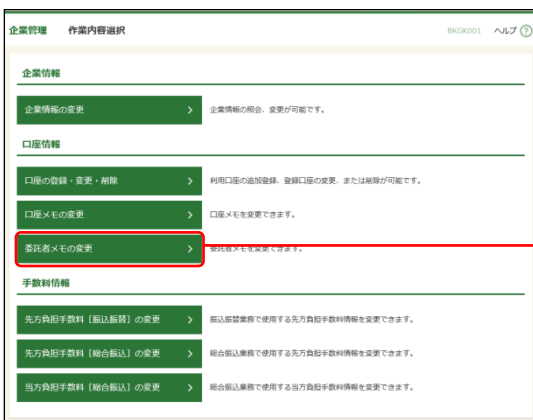 企業管理 作業内容選択 BKGK001 ヘルプ ?
企業情報
企業情報の変更 企業情報の照会、変更が可能です。
口座情報
口座の登録・変更・削除 利用口座の追加登録、登録口座の変更、または削除が可能です。
口座メモの変更 口座メモを変更できます。
委託者メモの変更 委託者メモを変更できます。
手数料情報
先方負担手数料［振込振替］の変更 振込振替業務で使用する先方負担手数料情報を変更できます。
先方負担手数料［総合振込］の変更 総合振込業務で使用する先方負担手数料情報を変更できます。
当方負担手数料［総合振込］の変更 総合振込業務で使用する当方負担手数料情報を変更できます。